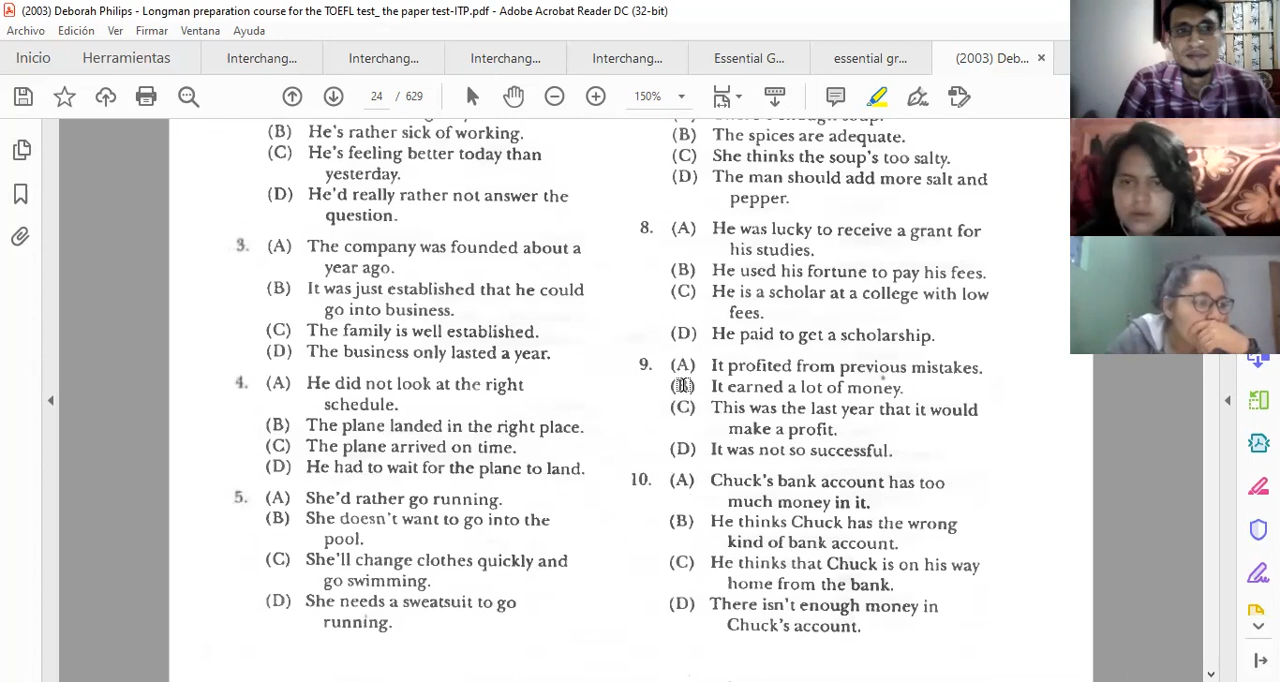 (2003) Deborah Philips - Longman preparation course for the TOEFL test_ the paper test-ITP.pdf - Adobe Acrobat Reader DC (32-bit)
Archivo Edición Ver Firmar Ventana Ayuda
Inicio Herramientas Interchang... Interchang... Interchang... Interchang... Essential G... essential gr... (2003) Deb... ×
24 / 629 150%
(B) He's rather sick of working.
(C) He's feeling better today than
yesterday.
(D) He'd really rather not answer the
question.
3. (A) The company was founded about a
year ago.
(B) It was just established that he could
go into business.
(C) The family is well established.
(D) The business only lasted a year.
4. (A) He did not look at the right
schedule.
(B) The plane landed in the right place.
(C) The plane arrived on time.
(D) He had to wait for the plane to land.
5. (A) She'd rather go running.
(B) She doesn't want to go into the
pool.
(C) She'll change clothes quickly and
go swimming.
(D) She needs a sweatsuit to go
running.
(B) The spices are adequate.
(C) She thinks the soup's too salty.
(D) The man should add more salt and
pepper.
8. (A) He was lucky to receive a grant for
his studies.
(B) He used his fortune to pay his fees.
(C) He is a scholar at a college with low
fees.
(D) He paid to get a scholarship.
9. (A) It profited from previous mistakes.
It earned a lot of money.
(C) This was the last year that it would
make a profit.
(D) It was not so successful.
10. (A) Chuck's bank account has too
much money in it.
(B) He thinks Chuck has the wrong
kind of bank account.
(C) He thinks that Chuck is on his way
home from the bank.
(D) There isn't enough money in
Chuck's account.